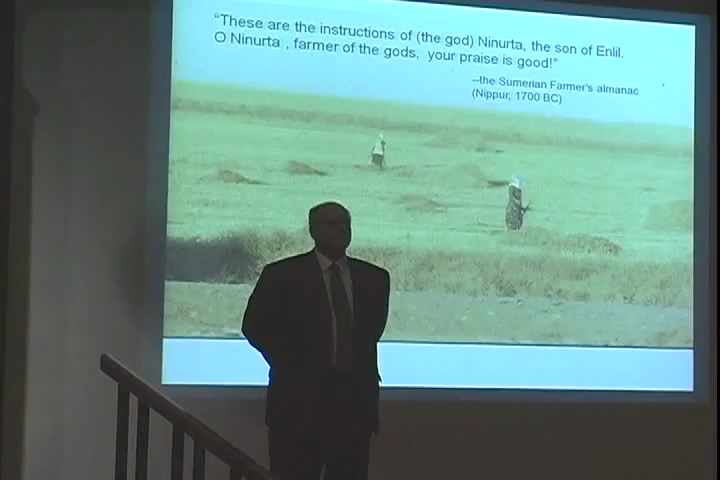 “These are the instructions of (the god) Ninurta, the son of Enlil.
O Ninurta , farmer of the gods, your praise is good!”
–the Sumerian Farmer's almanac
(Nippur, 1700 BC)